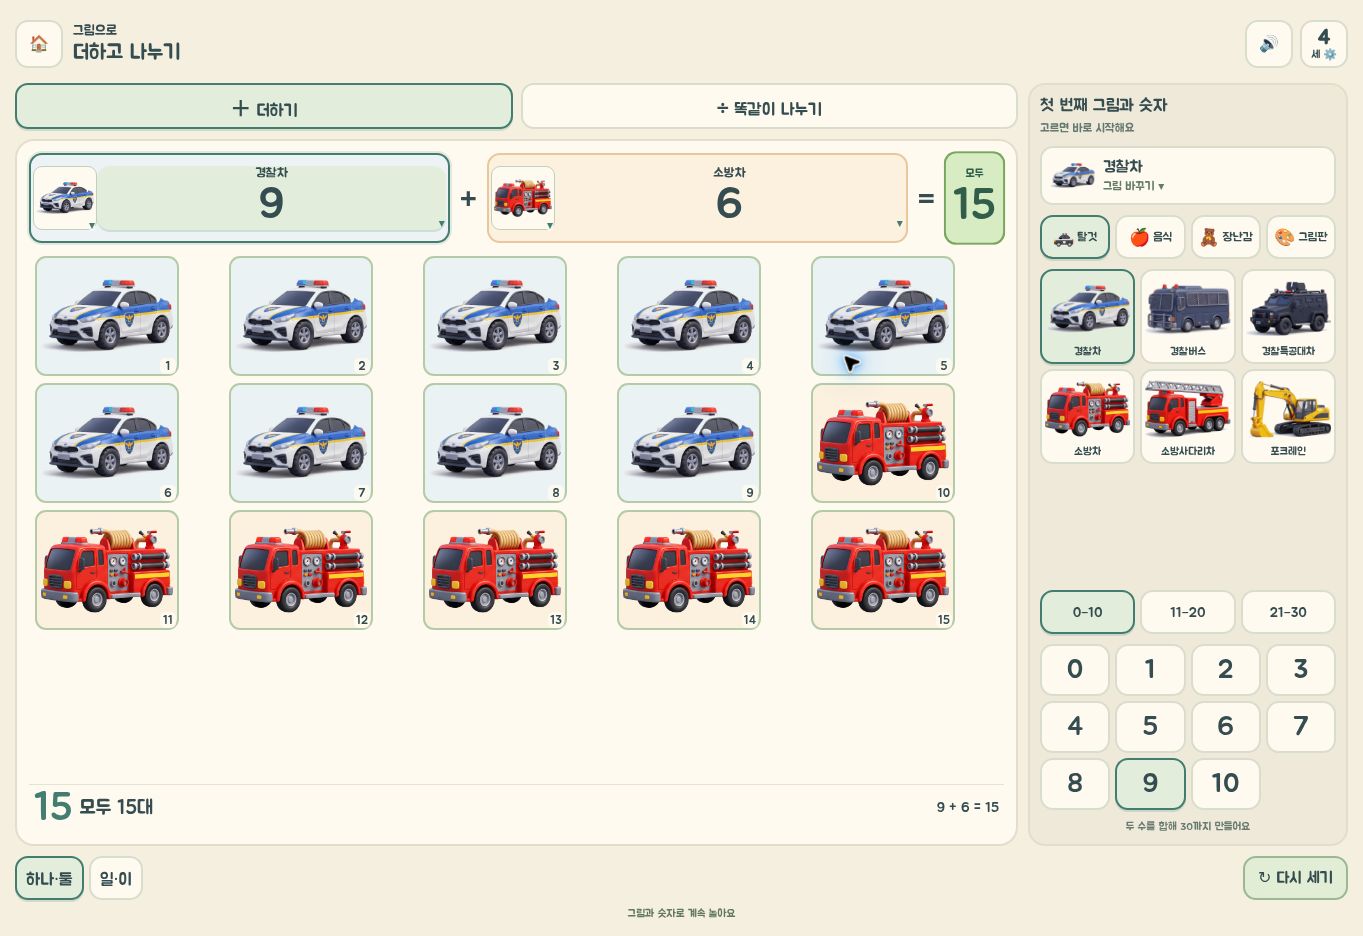 그림으로
더하고 나누기
4
세
+ 더하기
÷ 똑같이 나누기
경찰차
9
+
소방차
6
=
모두
15
1
2
3
4
5
6
7
8
9
10
11
12
13
14
15
15 모두 15대
9 + 6 = 15
첫 번째 그림과 숫자
고르면 바로 시작해요
경찰차
그림 바꾸기 ▾
탈것
음식
장난감
그림판
경찰차
경찰버스
경찰특공대차
소방차
소방사다리차
포크레인
0–10
11–20
21–30
0
1
2
3
4
5
6
7
8
9
10
두 수를 합해 30까지 만들어요
하나·둘
일·이
↻ 다시 세기
그림과 숫자로 계속 놀아요